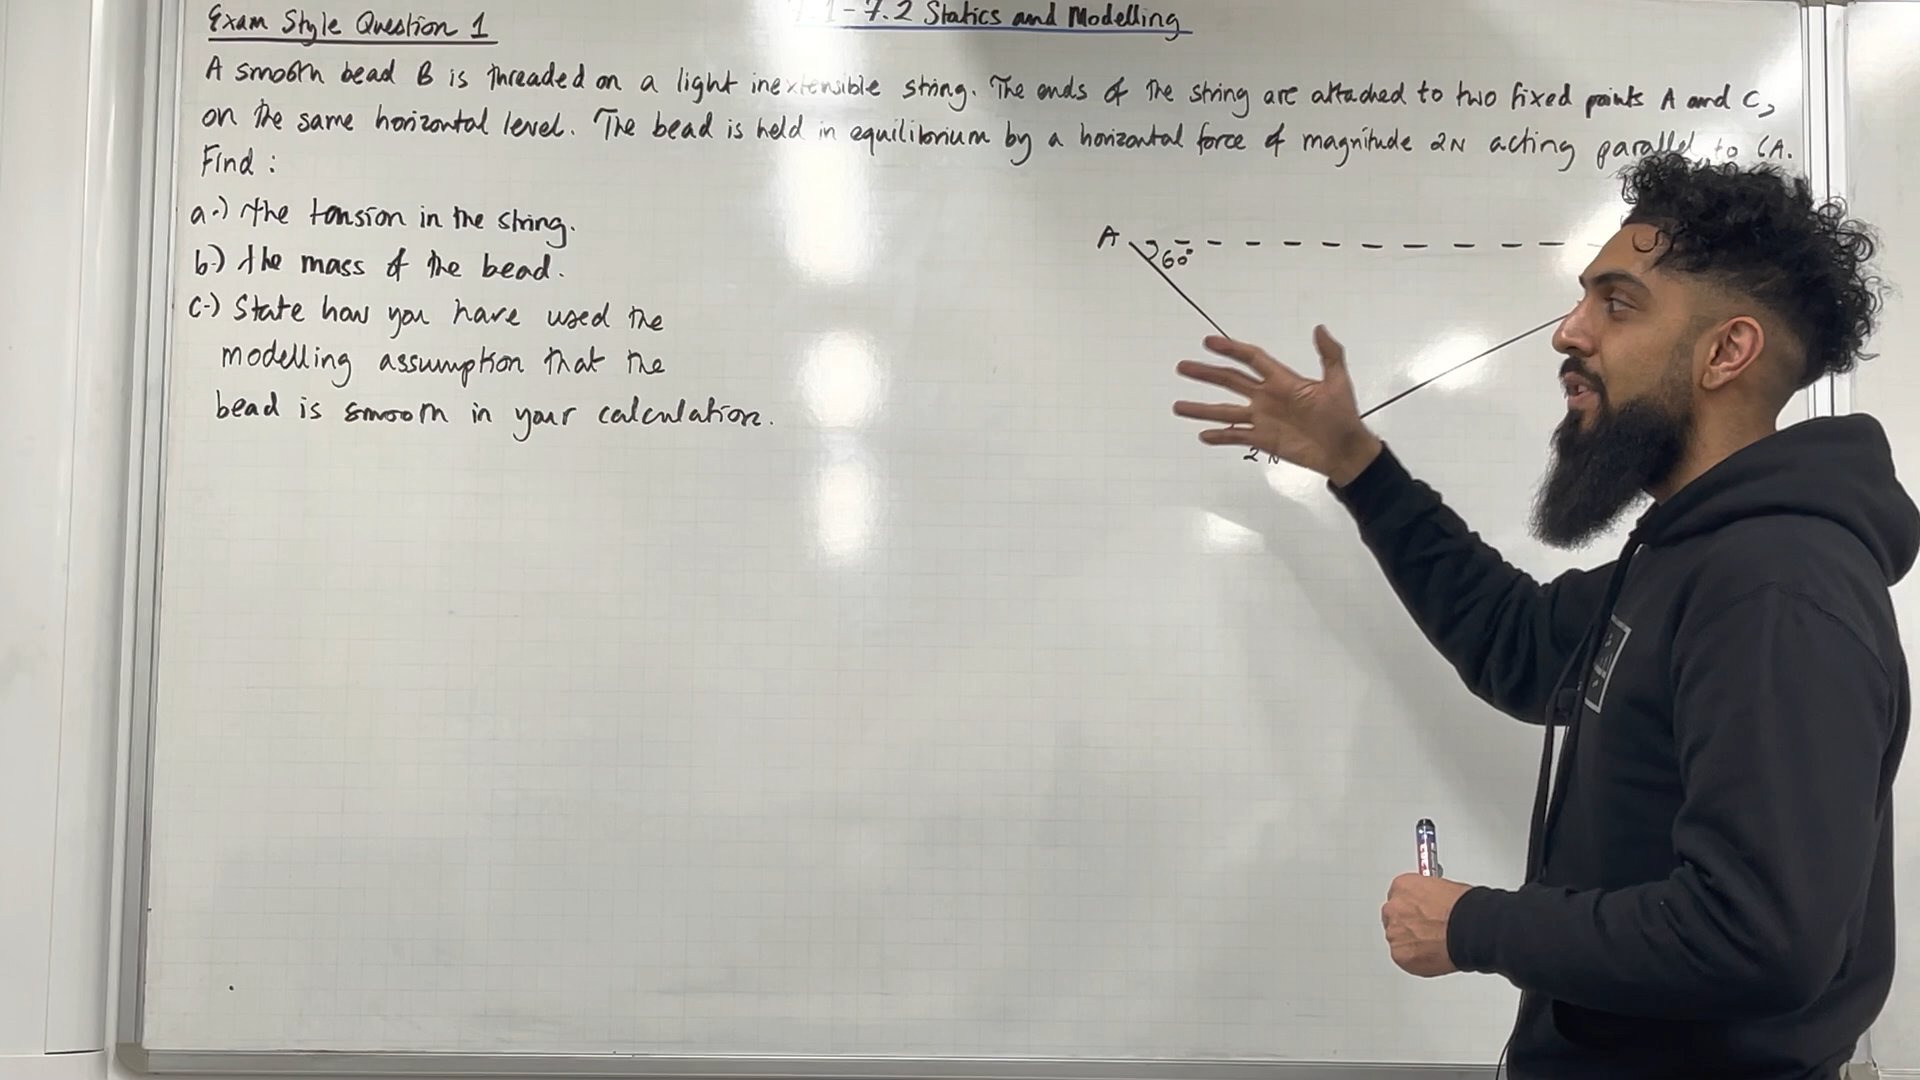 Exam Style Question 1
7.1-7.2 Statics and Modelling
A smooth bead B is threaded on a light inextensible string. The ends of the string are attached to two fixed points A and C,
on the same horizontal level. The bead is held in equilibrium by a horizontal force of magnitude 2N acting parallel to CA.
Find :
a.) the tension in the string.
b.) the mass of the bead.
c.) State how you have used the
modelling assumption that the
bead is smooth in your calculation.
A
60°
2 N